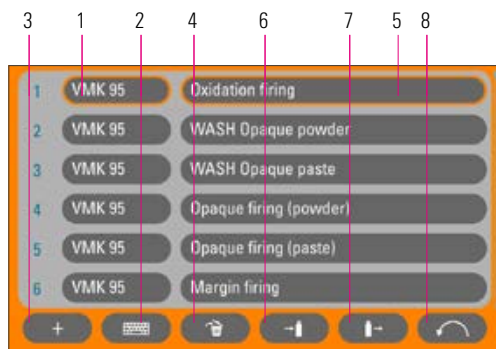 3 1 2 4 6 7 5 8
1 VMK 95 Oxidation firing
2 VMK 95 WASH Opaque powder
3 VMK 95 WASH Opaque paste
4 VMK 95 Opaque firing (powder)
5 VMK 95 Opaque firing (paste)
6 VMK 95 Margin firing
+